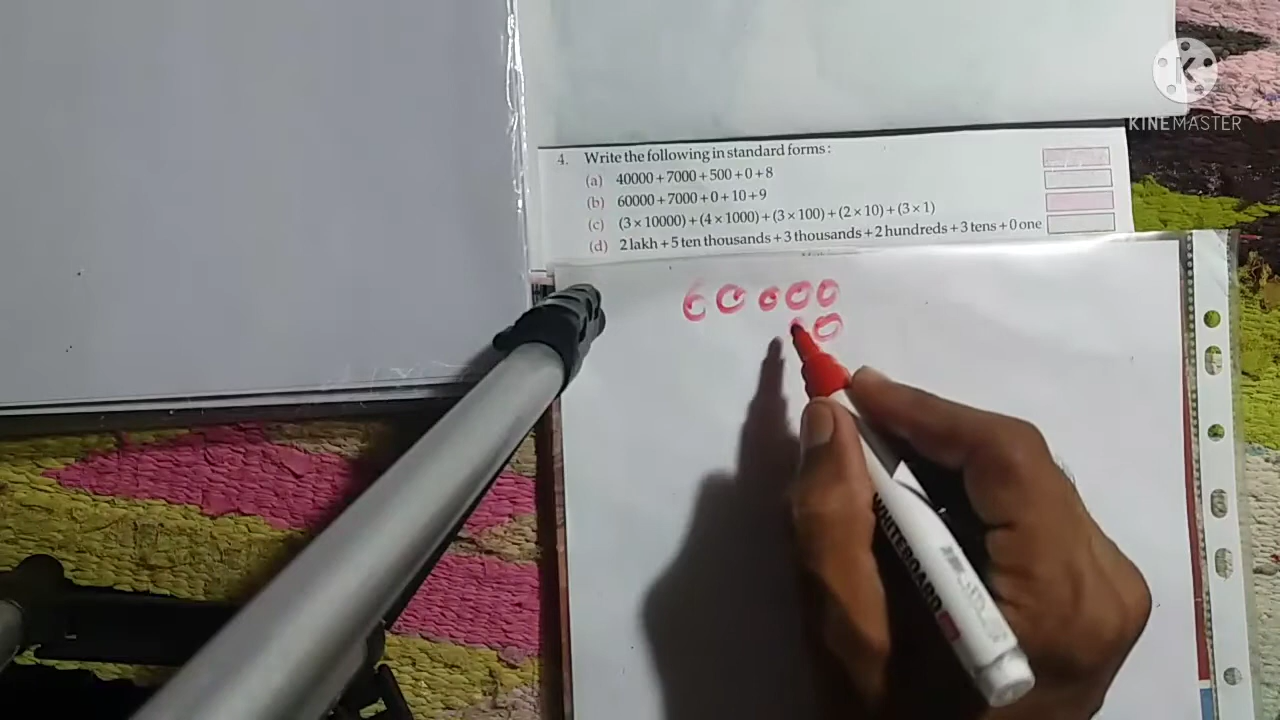 K
KINEMASTER
4. Write the following in standard forms :
(a) 40000 + 7000 + 500 + 0 + 8
(b) 60000 + 7000 + 0 + 10 + 9
(c) (3 × 10000) + (4 × 1000) + (3 × 100) + (2 × 10) + (3 × 1)
(d) 2 lakh + 5 ten thousands + 3 thousands + 2 hundreds + 3 tens + 0 one
60000
0
WHITEBOARD